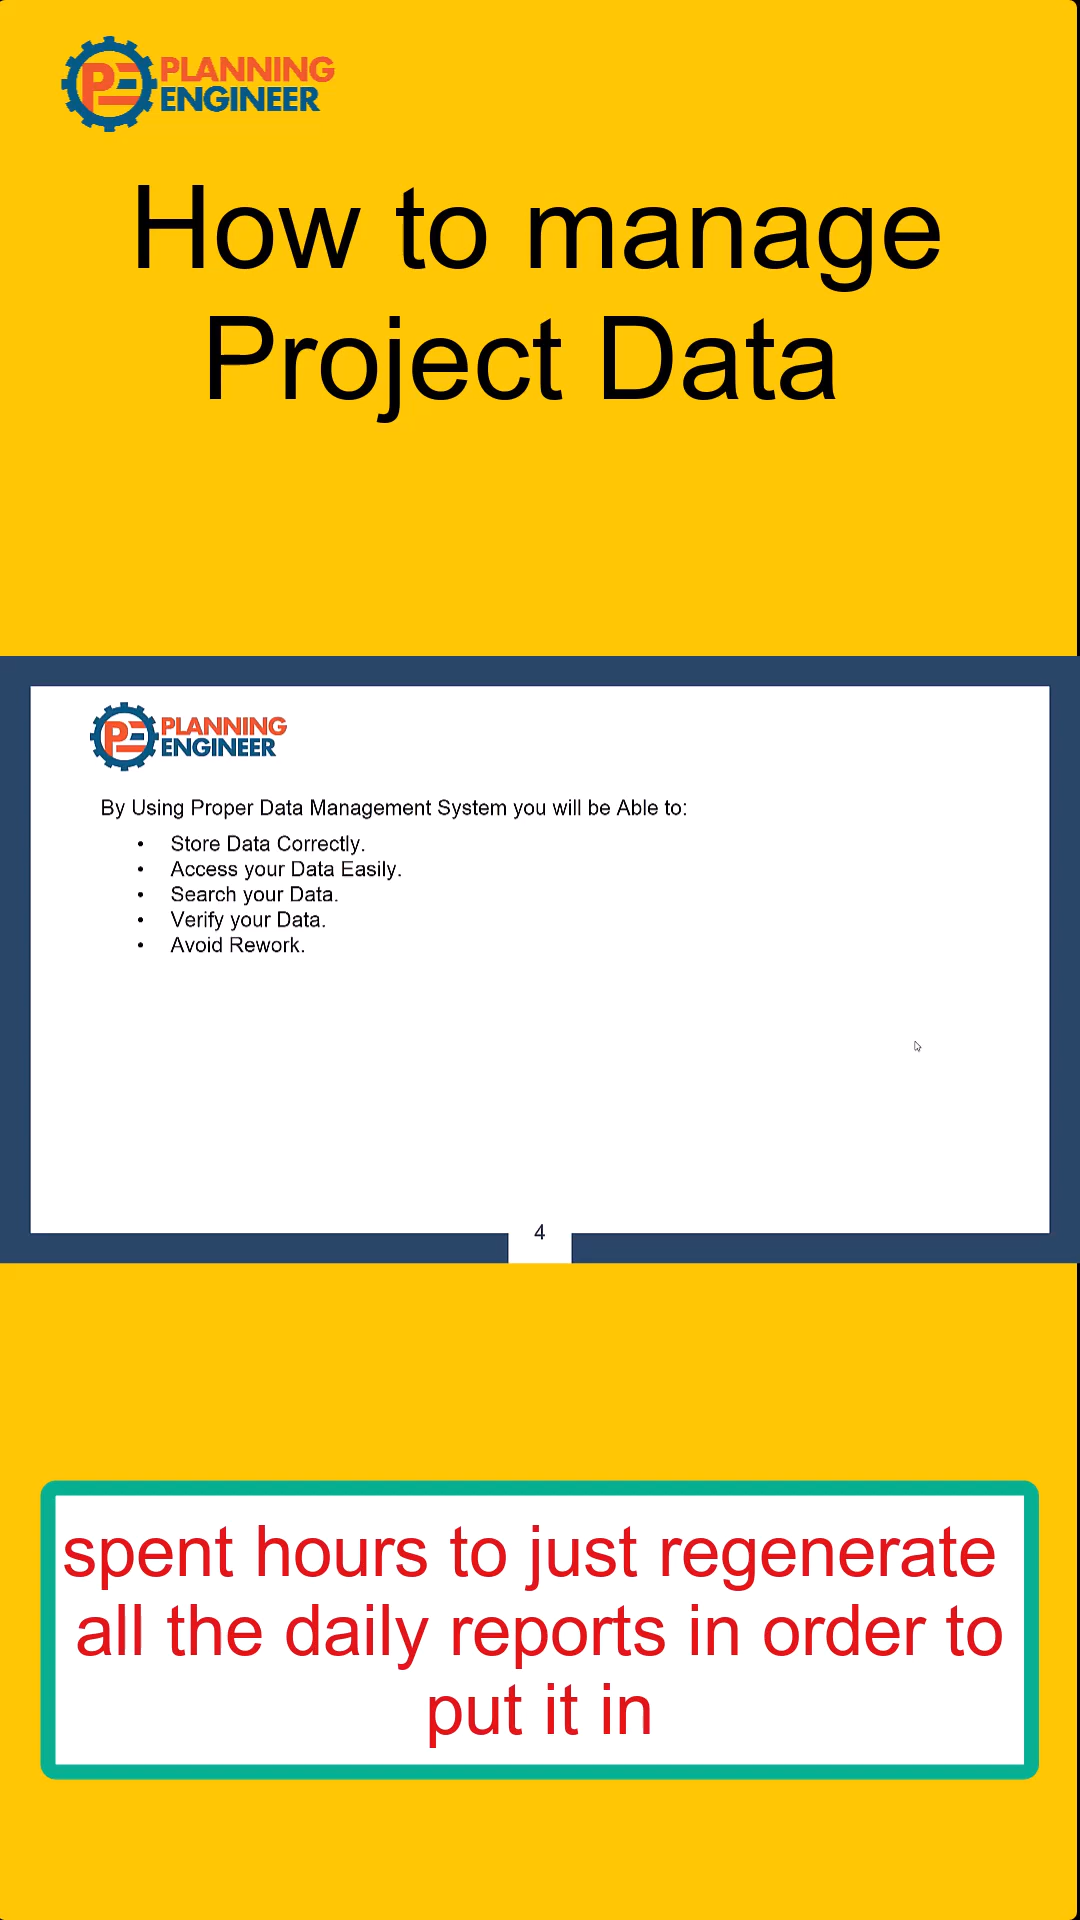 PLANNING
ENGINEER
How to manage
Project Data
PLANNING
ENGINEER
By Using Proper Data Management System you will be Able to:
• Store Data Correctly.
• Access your Data Easily.
• Search your Data.
• Verify your Data.
• Avoid Rework.
4
spent hours to just regenerate
all the daily reports in order to
put it in